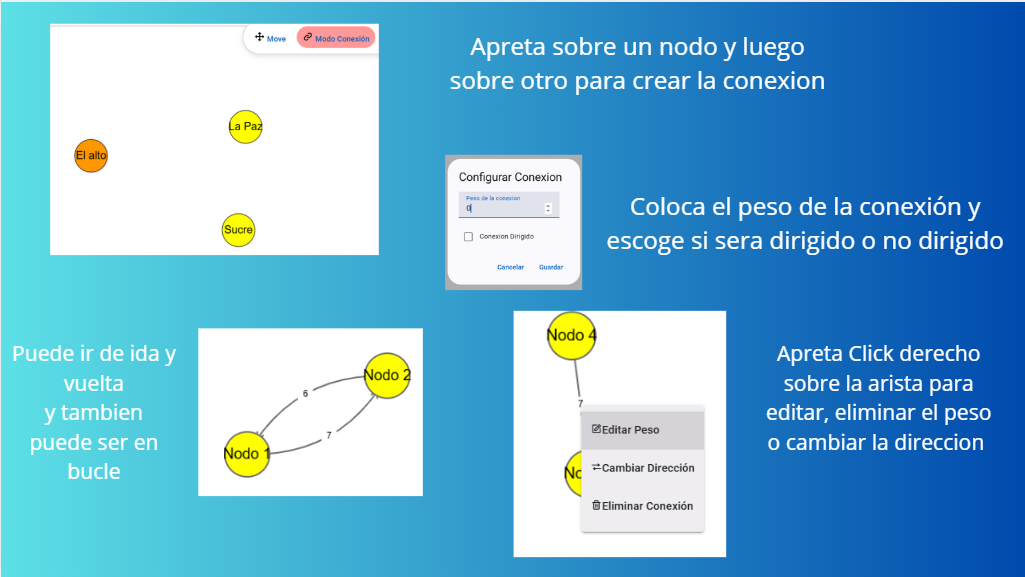 Move
Modo Conexión
La Paz
El alto
Sucre
Apreta sobre un nodo y luego
sobre otro para crear la conexion
Configurar Conexion
Peso de la conexion
0
Conexion Dirigido
Cancelar
Guardar
Coloca el peso de la conexión y
escoge si sera dirigido o no dirigido
Puede ir de ida y
vuelta
y tambien
puede ser en
bucle
Nodo 2
6
7
Nodo 1
Nodo 4
7
No
Editar Peso
Cambiar Dirección
Eliminar Conexión
Apreta Click derecho
sobre la arista para
editar, eliminar el peso
o cambiar la direccion